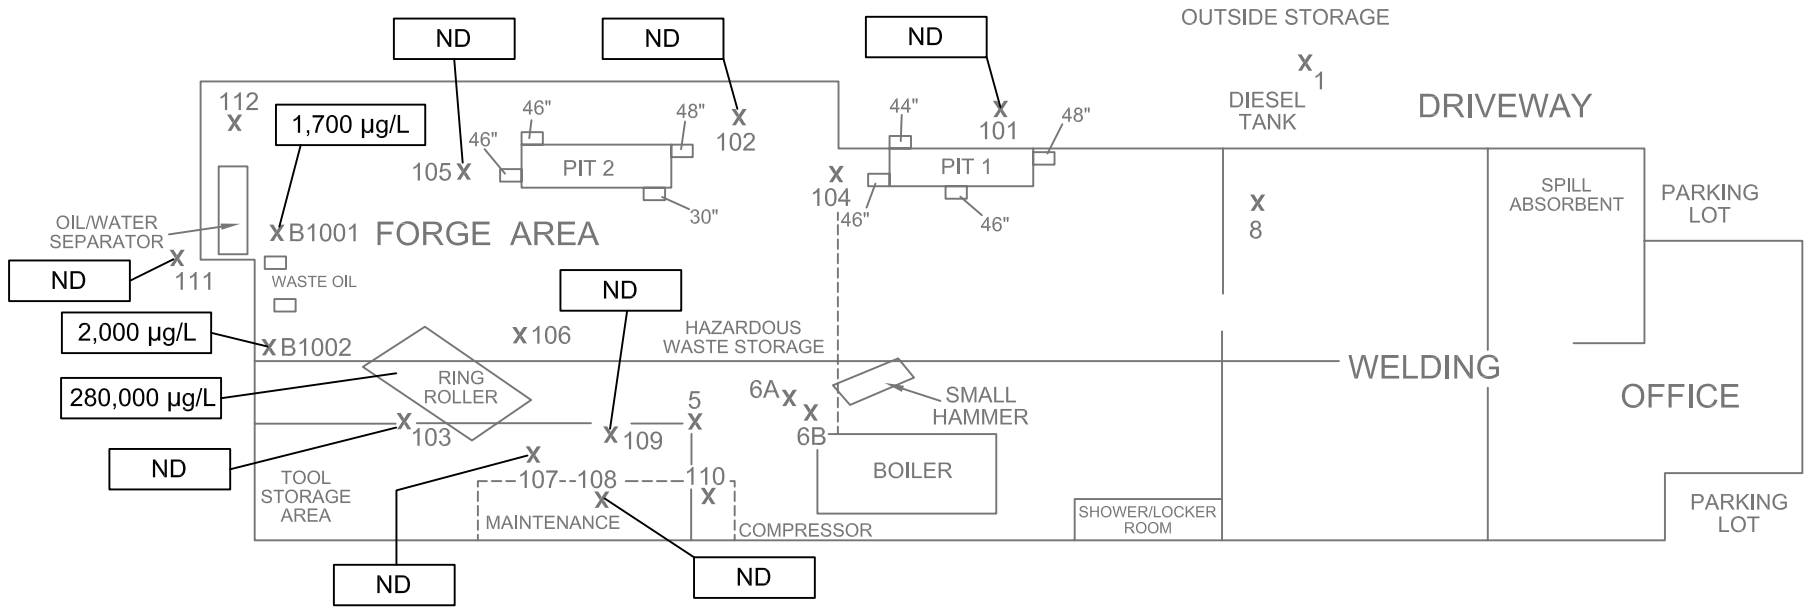 OUTSIDE STORAGE
ND
ND
ND
X
1
DIESEL
TANK
DRIVEWAY
112
X
1,700 µg/L
46"
48"
X
102
44"
X
101
48"
46"
105 X
PIT 2
30"
X
104
PIT 1
46"
46"
X
8
SPILL
ABSORBENT
PARKING
LOT
OIL/WATER
SEPARATOR
X B1001
FORGE AREA
X
111
ND
WASTE OIL
ND
2,000 µg/L
X B1002
X 106
HAZARDOUS
WASTE STORAGE
WELDING
280,000 µg/L
RING
ROLLER
6A X
X
6B
SMALL
HAMMER
OFFICE
5
X
X
103
X
109
ND
X
107
108
X
110
X
BOILER
TOOL
STORAGE
AREA
MAINTENANCE
COMPRESSOR
SHOWER/LOCKER
ROOM
PARKING
LOT
ND
ND